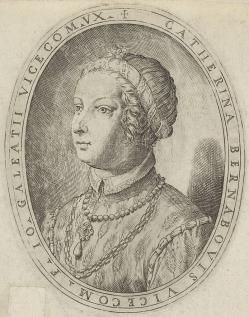 ✠ CATHERINA BERNABOVIS VICECOM. F. IO. GALEATII VICECOM VX.